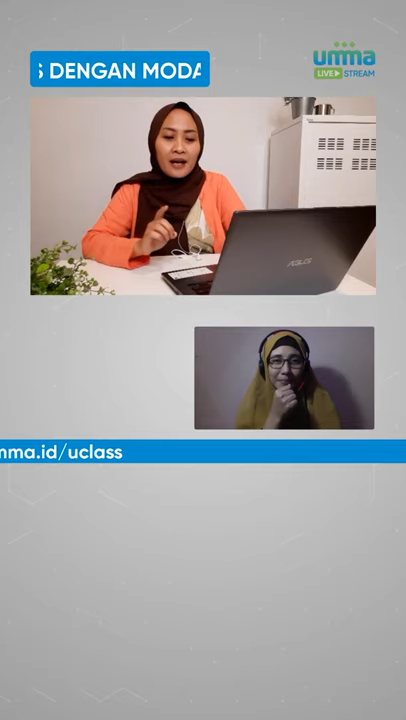 S DENGAN MODA
umma
LIVE STREAM
ASUS
mma.id/uclass